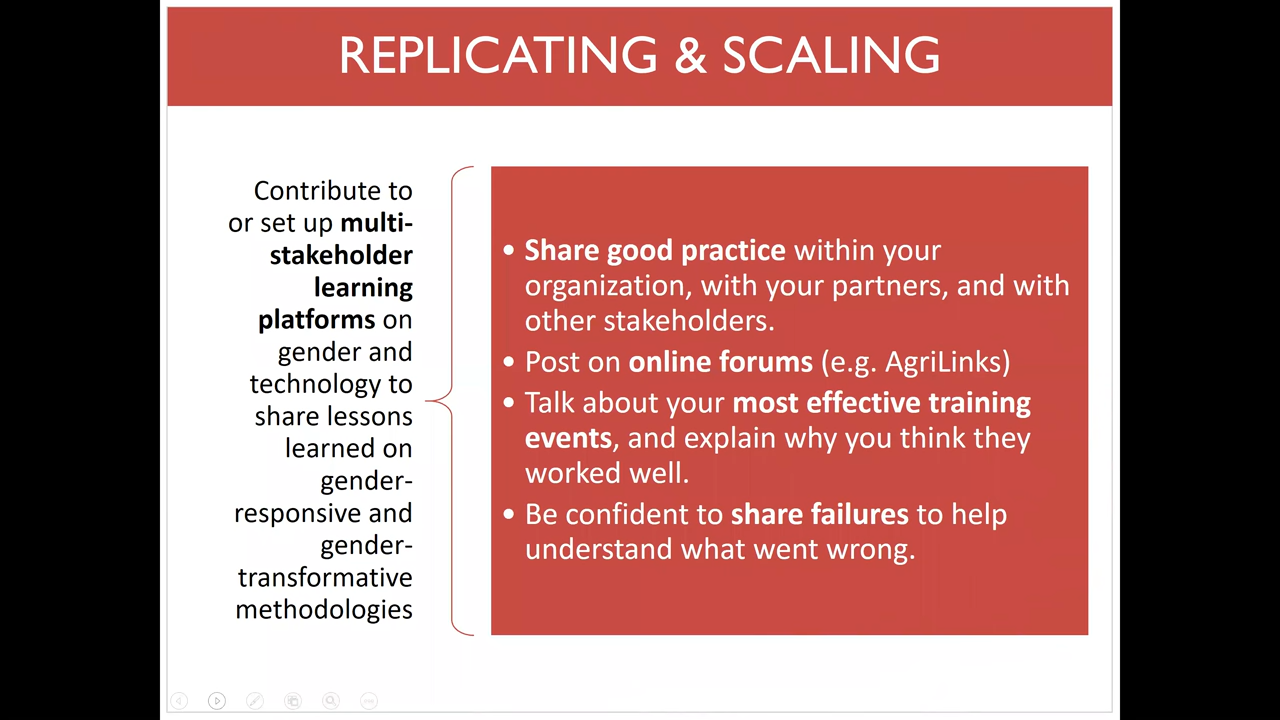 REPLICATING & SCALING
Contribute to
or set up multi-
stakeholder
learning
platforms on
gender and
technology to
share lessons
learned on
gender-
responsive and
gender-
transformative
methodologies
• Share good practice within your
organization, with your partners, and with
other stakeholders.
• Post on online forums (e.g. AgriLinks)
• Talk about your most effective training
events, and explain why you think they
worked well.
• Be confident to share failures to help
understand what went wrong.